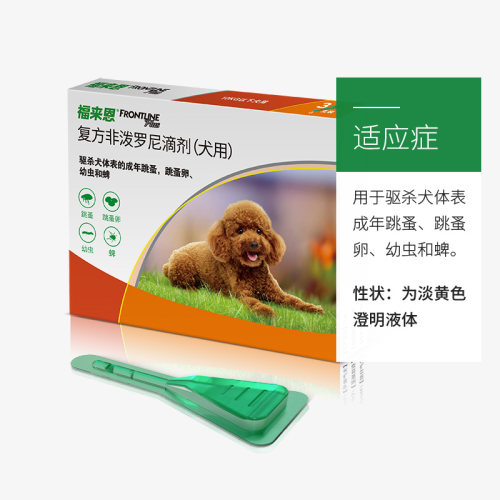 福来恩 FRONTLINE Plus
复方非泼罗尼滴剂(犬用)
驱杀犬体表的成年跳蚤,跳蚤卵、
幼虫和蜱
跳蚤
跳蚤卵
幼虫
蜱
适应症
用于驱杀犬体表
成年跳蚤、跳蚤
卵、幼虫和蜱。
性状：为淡黄色
澄明液体